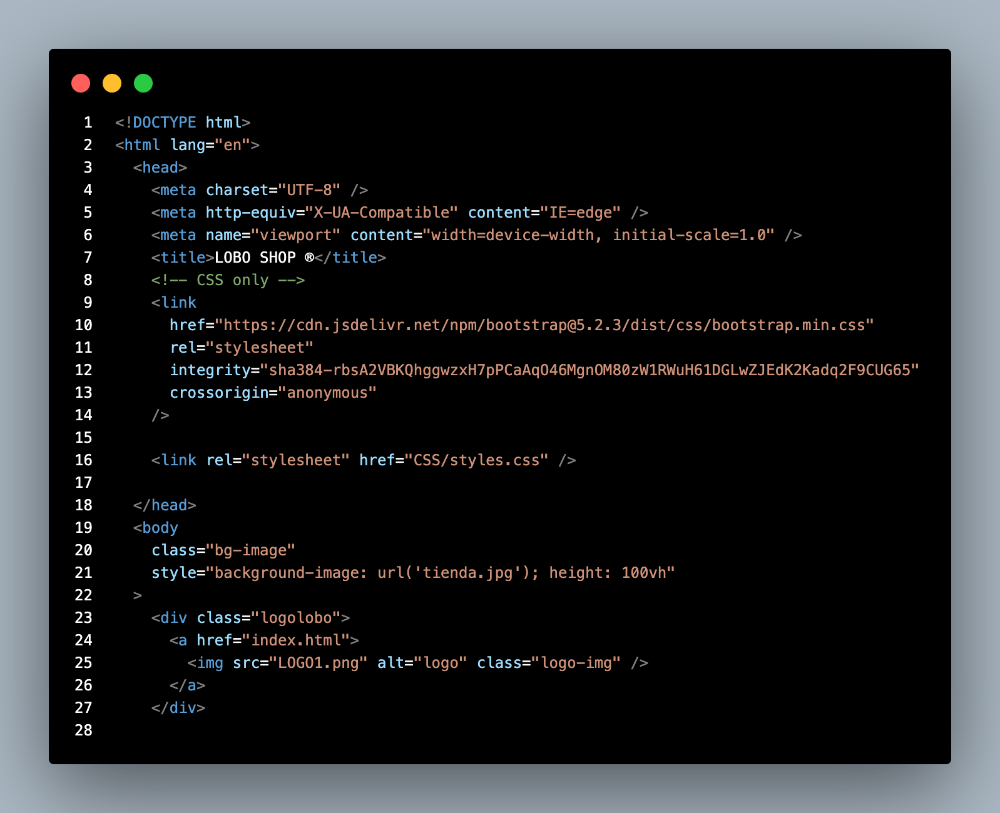 1 <!DOCTYPE html>
2 <html lang="en">
3   <head>
4     <meta charset="UTF-8" />
5     <meta http-equiv="X-UA-Compatible" content="IE=edge" />
6     <meta name="viewport" content="width=device-width, initial-scale=1.0" />
7     <title>LOBO SHOP ®</title>
8     <!-- CSS only -->
9     <link
10       href="https://cdn.jsdelivr.net/npm/bootstrap@5.2.3/dist/css/bootstrap.min.css"
11       rel="stylesheet"
12       integrity="sha384-rbsA2VBKQhggwzxH7pPCaAqO46MgnOM80zW1RWuH61DGLwZJEdK2Kadq2F9CUG65"
13       crossorigin="anonymous"
14     />
15
16     <link rel="stylesheet" href="CSS/styles.css" />
17
18   </head>
19   <body
20     class="bg-image"
21     style="background-image: url('tienda.jpg'); height: 100vh"
22   >
23     <div class="logolobo">
24       <a href="index.html">
25         <img src="LOGO1.png" alt="logo" class="logo-img" />
26       </a>
27     </div>
28